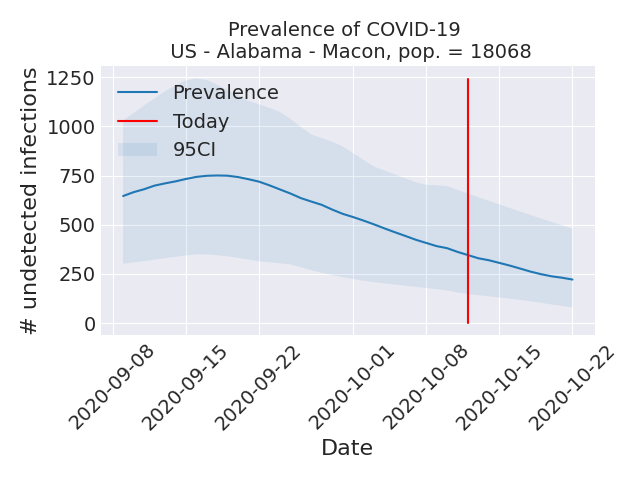 Prevalence of COVID-19
US - Alabama - Macon, pop. = 18068
# undetected infections
1250
1000
750
500
250
0
Prevalence
Today
95CI
2020-09-08
2020-09-15
2020-09-22
2020-10-01
2020-10-08
2020-10-15
2020-10-22
Date